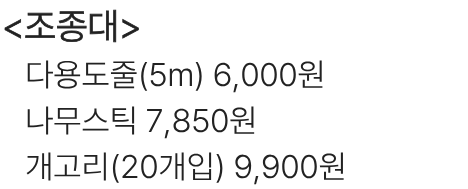 <조종대>
다용도줄(5m) 6,000원
나무스틱 7,850원
개고리(20개입) 9,900원